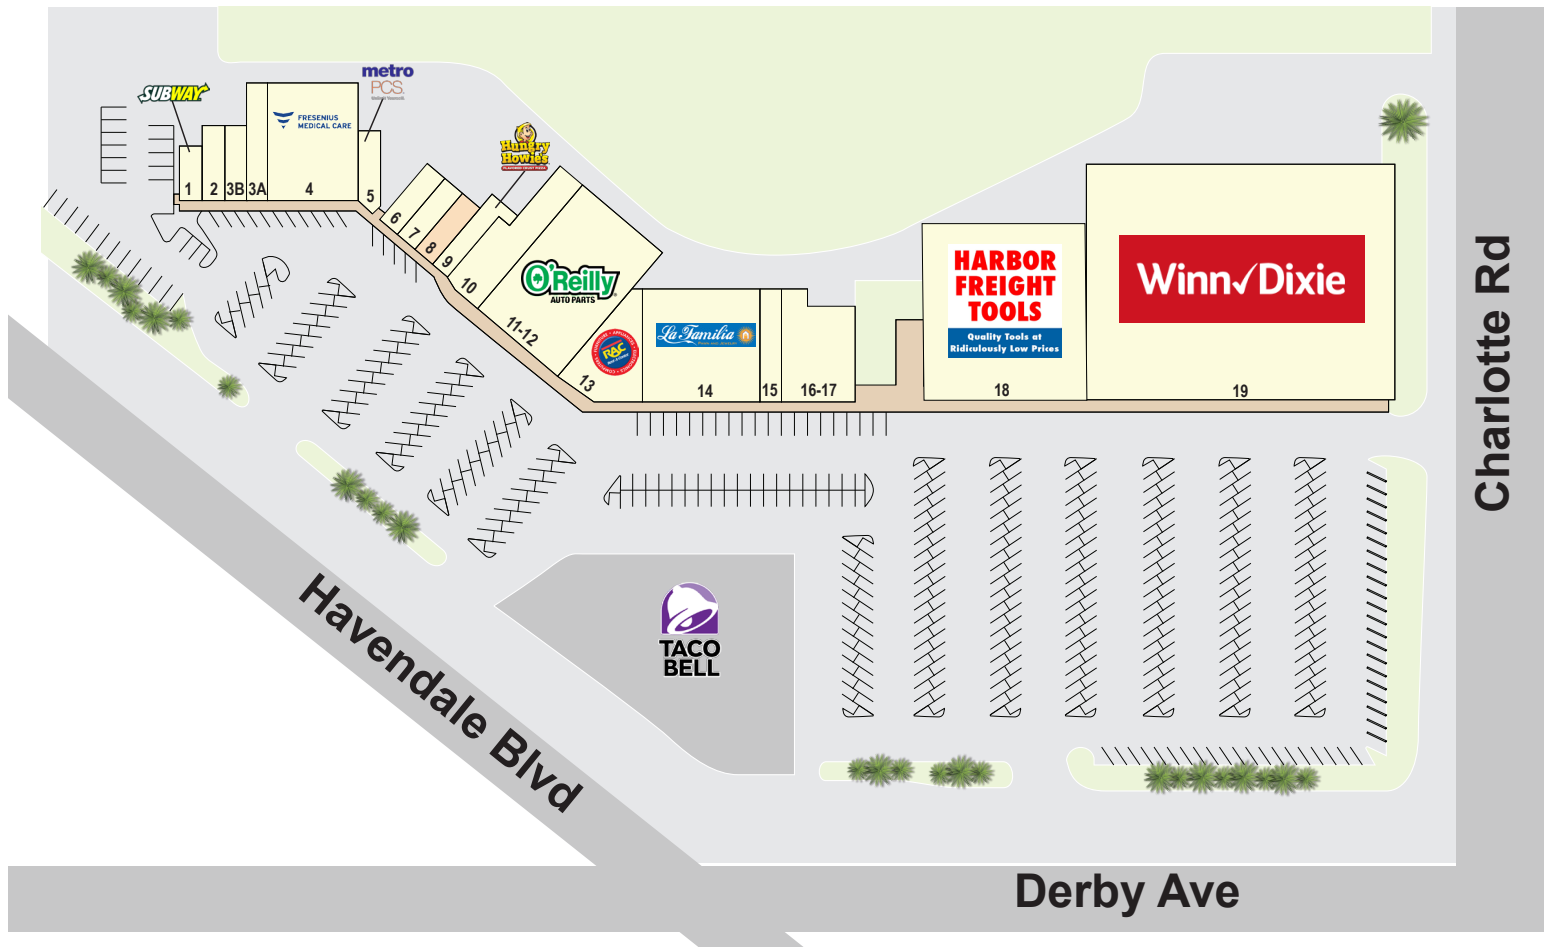 metro
PCS.
SUBWAY
FRESENIUS
MEDICAL CARE
Hungry
Howie's
1
2
3B
3A
4
5
6
7
8
9
10
11-12
13
14
15
16-17
18
19
O'Reilly
AUTO PARTS
RAC
La Familia
HARBOR
FREIGHT
TOOLS
Quality Tools at
Ridiculously Low Prices
Winn Dixie
Charlotte Rd
TACO
BELL
Havendale Blvd
Derby Ave